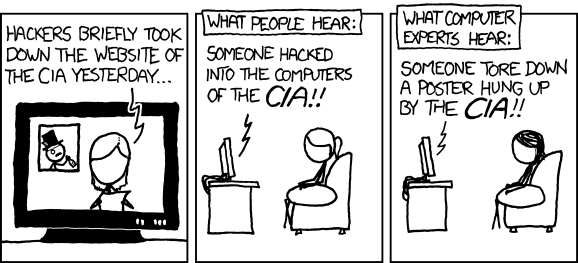 HACKERS BRIEFLY TOOK
DOWN THE WEBSITE OF
THE CIA YESTERDAY...
WHAT PEOPLE HEAR:
SOMEONE HACKED
INTO THE COMPUTERS
OF THE CIA!!
WHAT COMPUTER
EXPERTS HEAR:
SOMEONE TORE DOWN
A POSTER HUNG UP
BY THE CIA!!